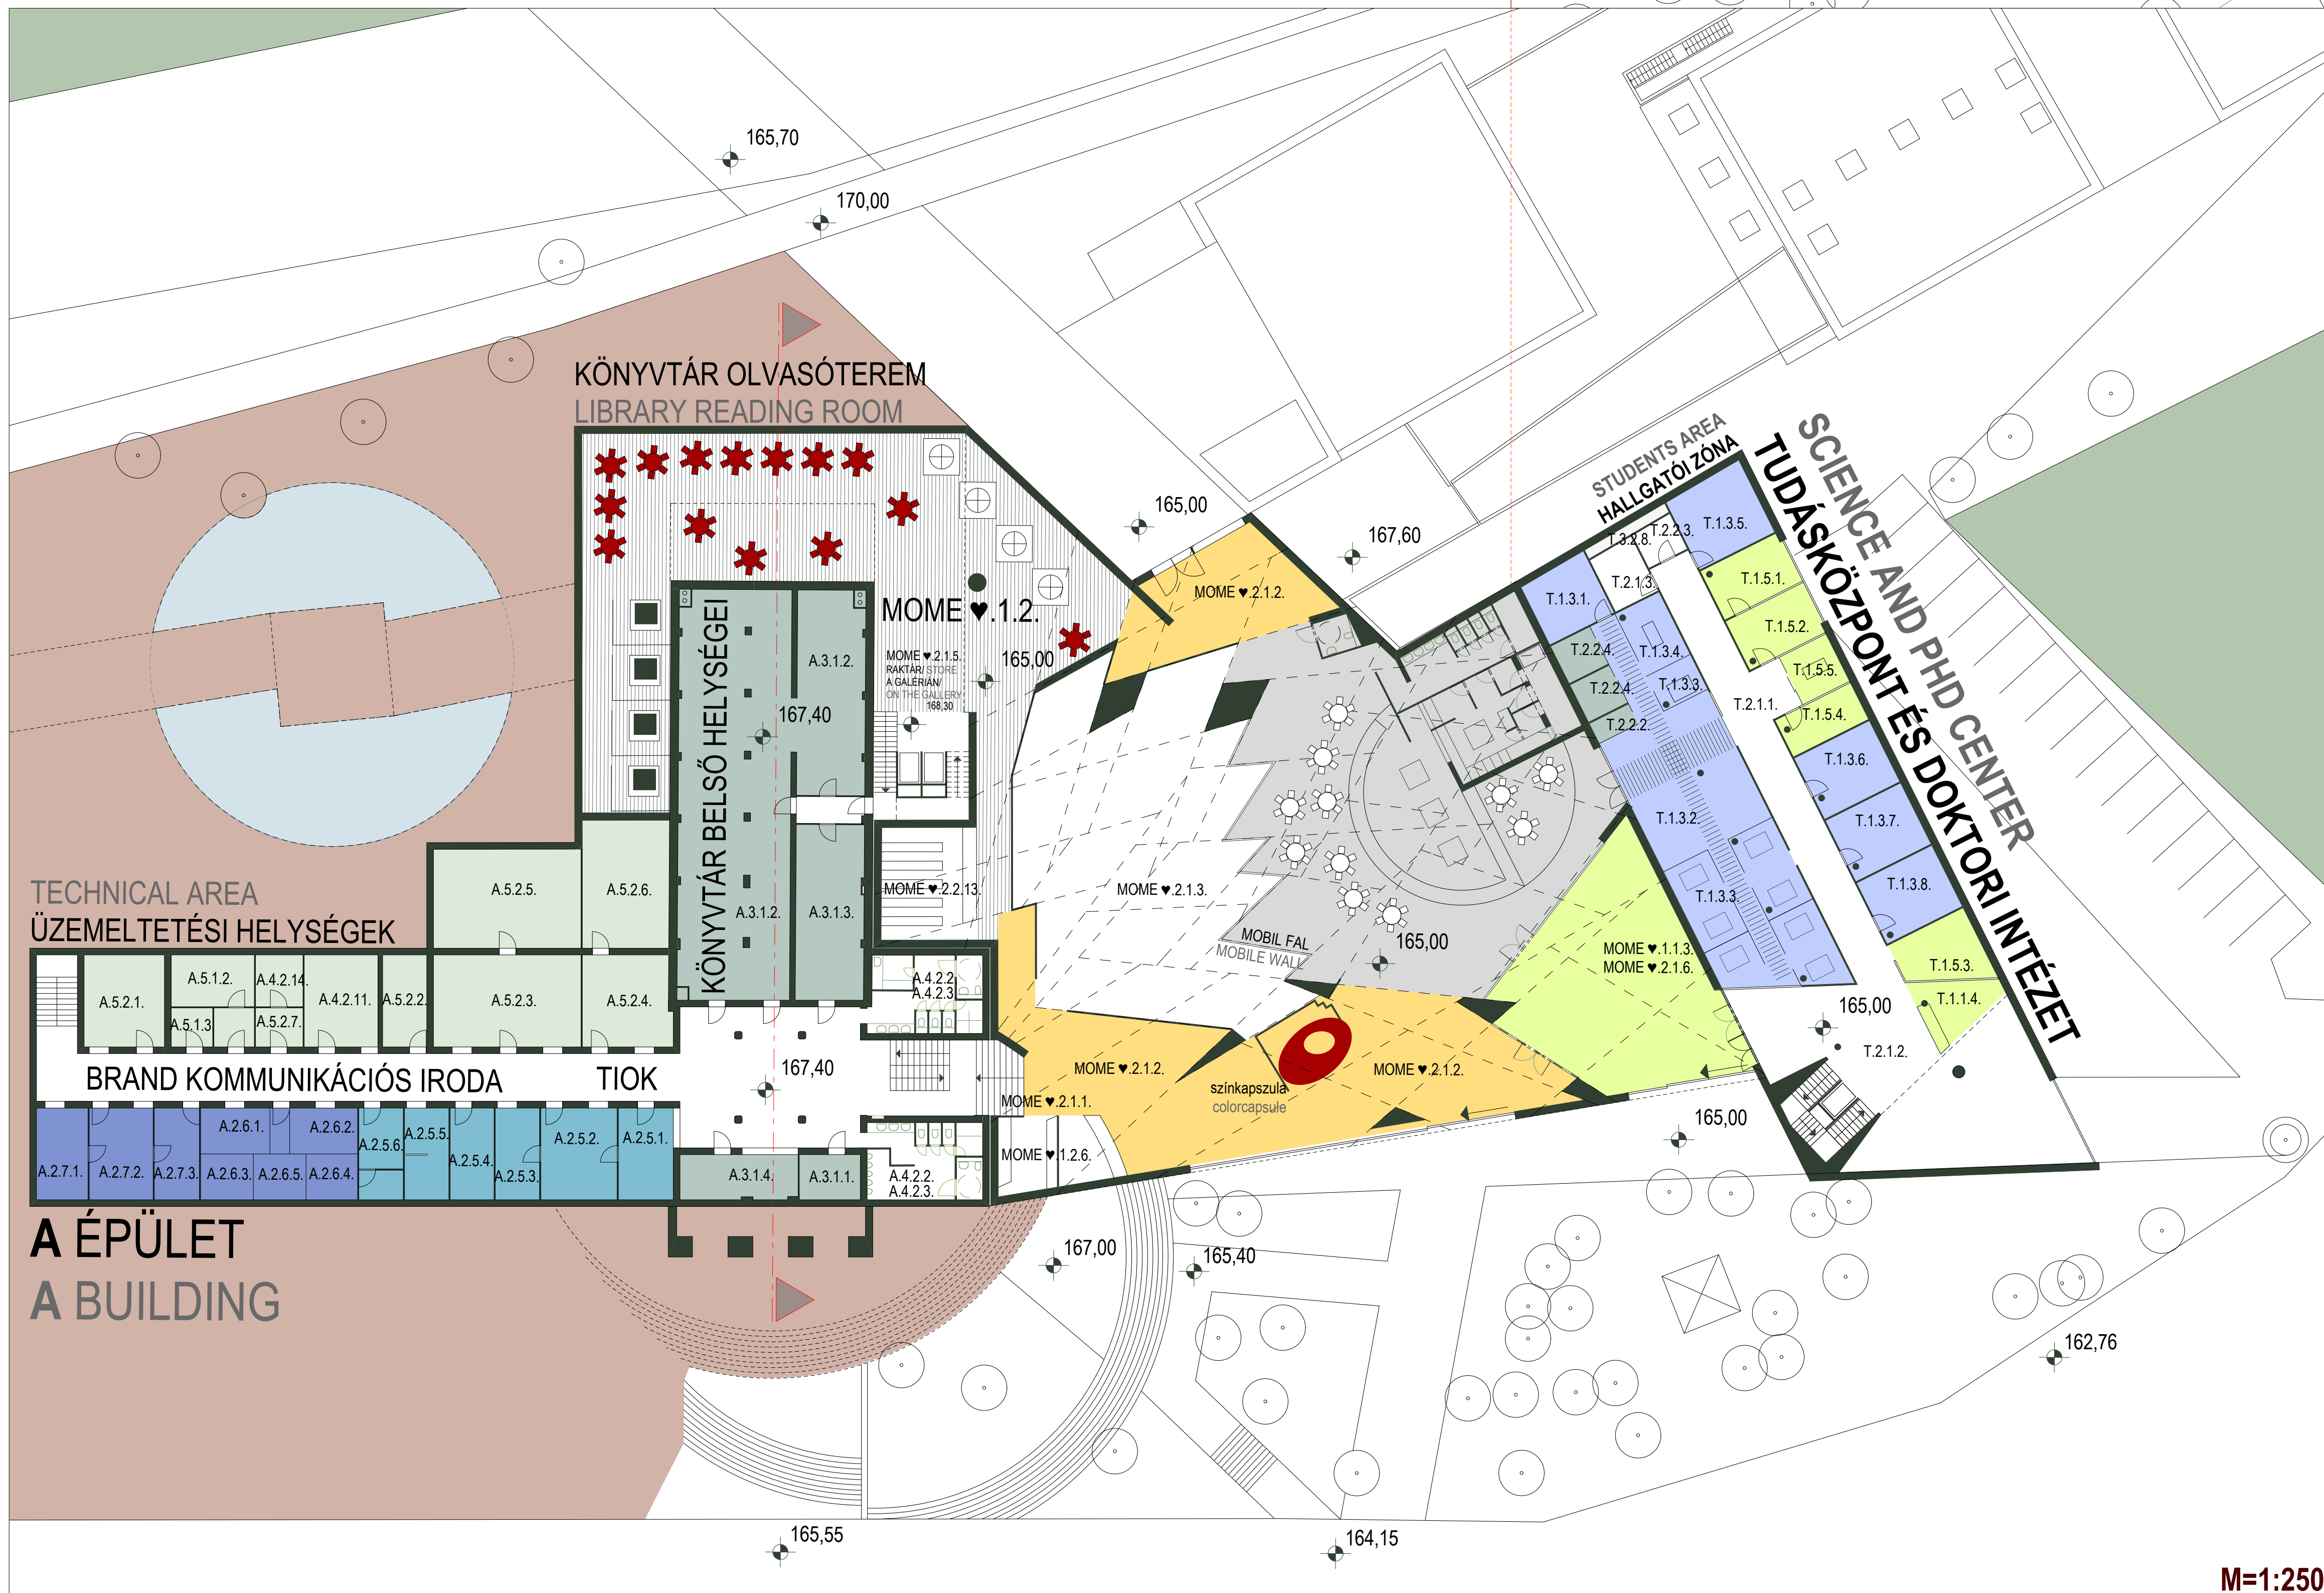 165,70
170,00
KÖNYVTÁR OLVASÓTEREM
LIBRARY READING ROOM
STUDENTS AREA
HALLGATÓI ZÓNA
SCIENCE AND PHD CENTER
TUDÁSKÖZPONT ÉS DOKTORI INTÉZET
165,00
167,60
T.1.3.5.
T.2.2.3.
T.3.2.8.
T.2.1.3.
T.1.3.1.
T.1.5.1.
T.1.5.2.
T.1.5.5.
T.1.5.4.
T.2.2.4.
T.2.2.4.
T.2.2.2.
T.1.3.4.
T.1.3.3.
T.2.1.1.
T.1.3.6.
T.1.3.2.
T.1.3.7.
T.1.3.3.
T.1.3.8.
T.1.5.3.
T.1.1.4.
165,00
T.2.1.2.
MOME ♥.2.1.2.
MOME ♥.1.2.
MOME ♥.2.1.5.
RAKTÁR/ STORE
A GALÉRIÁN/
ON THE GALLERY
168,30
165,00
KÖNYVTÁR BELSŐ HELYSÉGEI
A.3.1.2.
167,40
A.3.1.2.
A.3.1.3.
MOME ♥.2.2.13.
MOME ♥.2.1.3.
MOBIL FAL
MOBILE WALL
165,00
MOME ♥.1.1.3.
MOME ♥.2.1.6.
TECHNICAL AREA
ÜZEMELTETÉSI HELYSÉGEK
A.5.2.5.
A.5.2.6.
A.5.2.1.
A.5.1.2.
A.4.2.14.
A.5.1.3
A.5.2.7.
A.4.2.11.
A.5.2.2.
A.5.2.3.
A.5.2.4.
A.4.2.2.
A.4.2.3.
BRAND KOMMUNIKÁCIÓS IRODA
TIOK
167,40
MOME ♥.2.1.2.
MOME ♥.2.1.2.
színkapszula
colorcapsule
MOME ♥.2.1.1.
MOME ♥.1.2.6.
165,00
A.2.7.1.
A.2.7.2.
A.2.7.3.
A.2.6.1.
A.2.6.2.
A.2.6.3.
A.2.6.5.
A.2.6.4.
A.2.5.6.
A.2.5.5.
A.2.5.4.
A.2.5.3.
A.2.5.2.
A.2.5.1.
A.3.1.4.
A.3.1.1.
A.4.2.2.
A.4.2.3.
A ÉPÜLET
A BUILDING
167,00
165,40
162,76
165,55
164,15
M=1:250